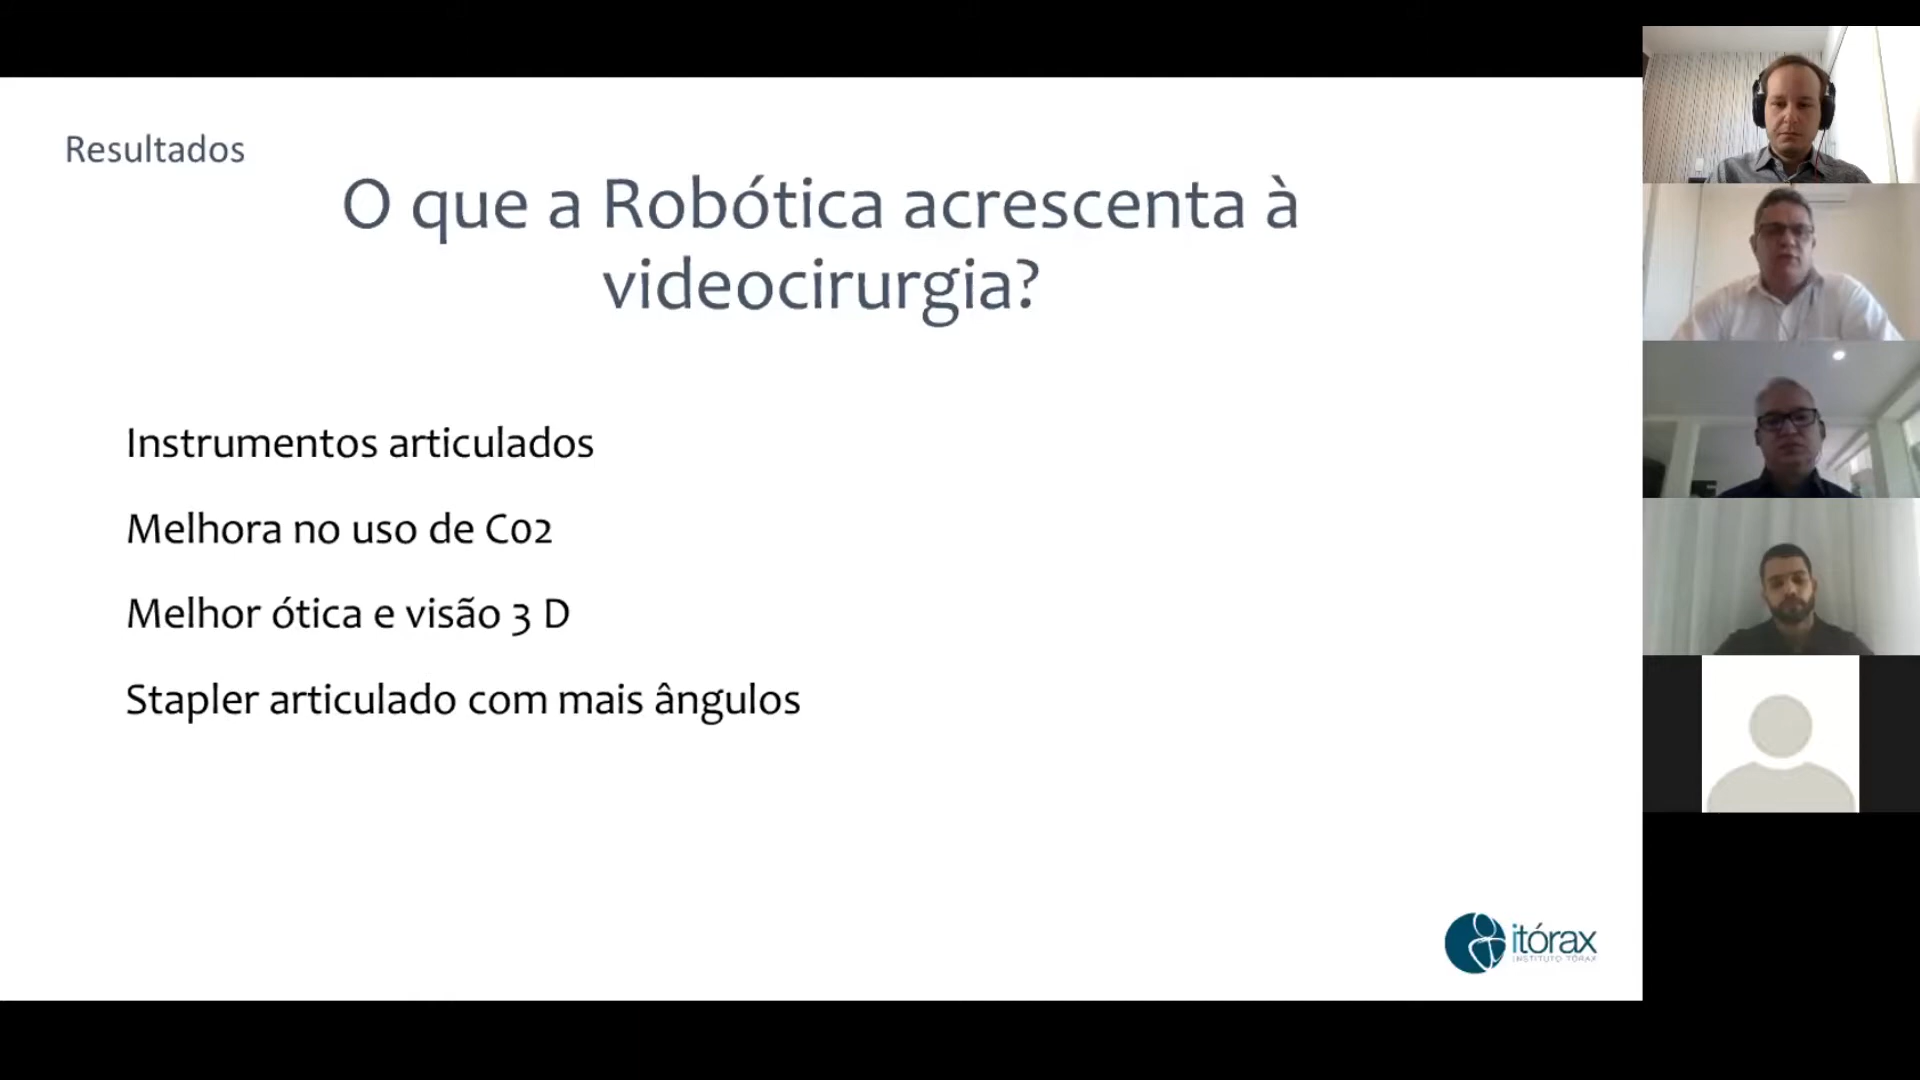 Resultados
O que a Robótica acrescenta à
videocirurgia?
Instrumentos articulados
Melhora no uso de C02
Melhor ótica e visão 3 D
Stapler articulado com mais ângulos
itórax
INSTITUTO TÓRAX